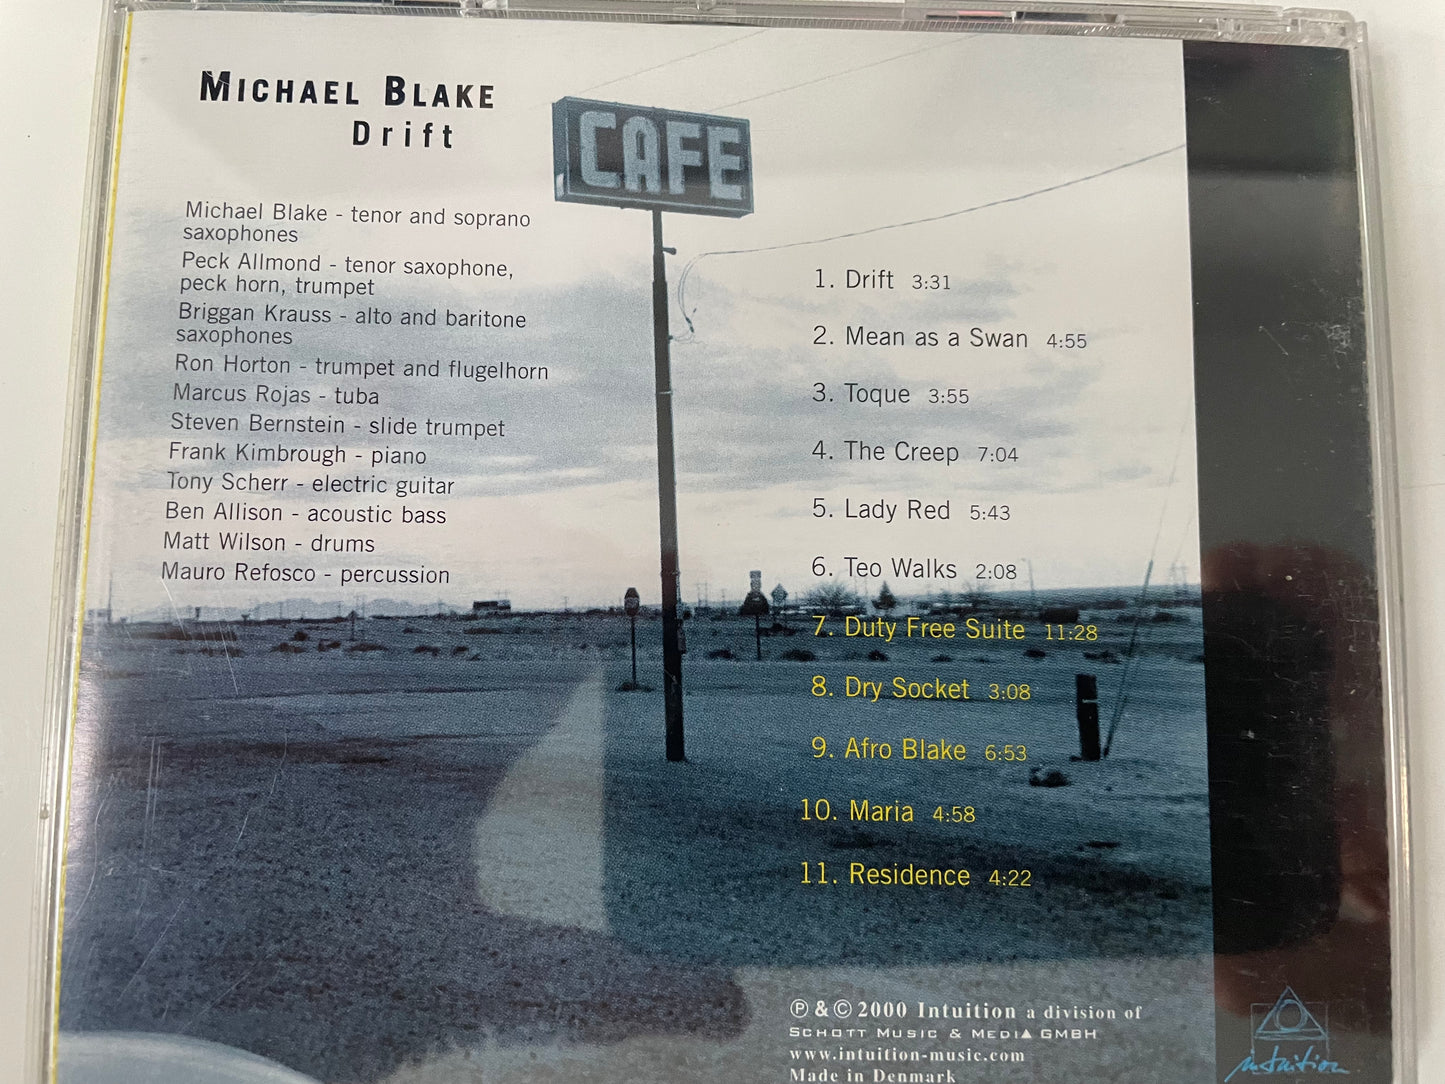 MICHAEL BLAKE
Drift
CAFE
Michael Blake - tenor and soprano
saxophones
Peck Allmond - tenor saxophone,
peck horn, trumpet
Briggan Krauss - alto and baritone
saxophones
Ron Horton - trumpet and flugelhorn
Marcus Rojas - tuba
Steven Bernstein - slide trumpet
Frank Kimbrough - piano
Tony Scherr - electric guitar
Ben Allison - acoustic bass
Matt Wilson - drums
Mauro Refosco - percussion
1. Drift 3:31
2. Mean as a Swan 4:55
3. Toque 3:55
4. The Creep 7:04
5. Lady Red 5:43
6. Teo Walks 2:08
7. Duty Free Suite 11:28
8. Dry Socket 3:08
9. Afro Blake 6:53
10. Maria 4:58
11. Residence 4:22
℗ & © 2000 Intuition a division of
SCHOTT MUSIC & MEDIA GMBH
www.intuition-music.com
Made in Denmark
intuition